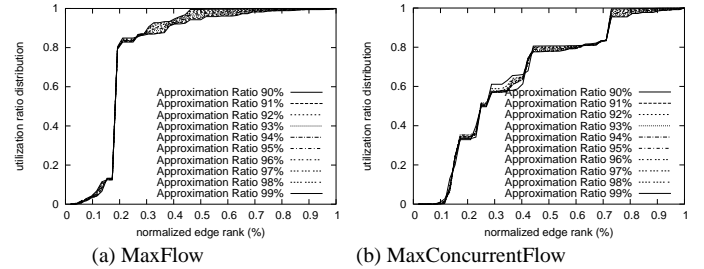 utilization ratio distribution
1
0.8
0.6
0.4
0.2
0
Approximation Ratio 90%
Approximation Ratio 91%
Approximation Ratio 92%
Approximation Ratio 93%
Approximation Ratio 94%
Approximation Ratio 95%
Approximation Ratio 96%
Approximation Ratio 97%
Approximation Ratio 98%
Approximation Ratio 99%
0 0.1 0.2 0.3 0.4 0.5 0.6 0.7 0.8 0.9 1
normalized edge rank (%)
(a) MaxFlow
utilization ratio distribution
1
0.8
0.6
0.4
0.2
0
Approximation Ratio 90%
Approximation Ratio 91%
Approximation Ratio 92%
Approximation Ratio 93%
Approximation Ratio 94%
Approximation Ratio 95%
Approximation Ratio 96%
Approximation Ratio 97%
Approximation Ratio 98%
Approximation Ratio 99%
0 0.1 0.2 0.3 0.4 0.5 0.6 0.7 0.8 0.9 1
normalized edge rank (%)
(b) MaxConcurrentFlow